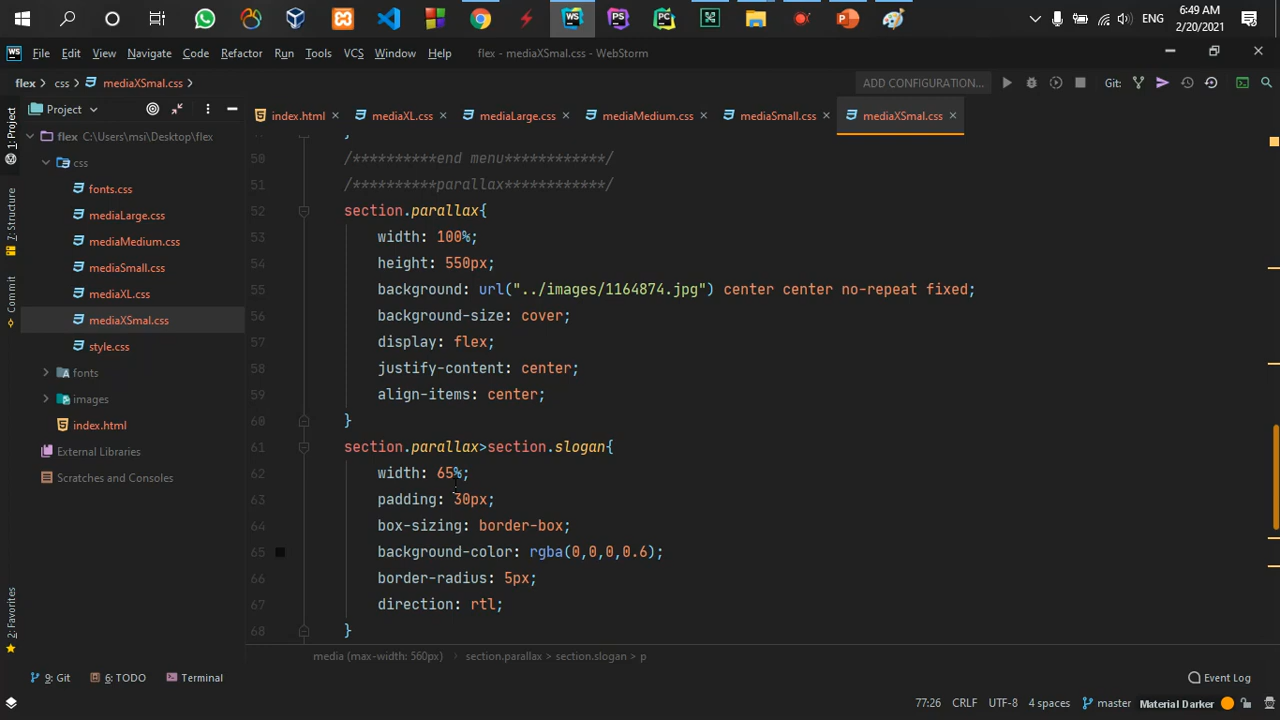 ENG
6:49 AM
2/20/2021
WS
File Edit View Navigate Code Refactor Run Tools VCS Window Help
flex - mediaXSmal.css - WebStorm
flex css mediaXSmal.css
ADD CONFIGURATION...
Git:
Project
index.html
mediaXL.css
mediaLarge.css
mediaMedium.css
mediaSmall.css
mediaXSmal.css
1: Project
7: Structure
Commit
2: Favorites
flex C:\Users\msi\Desktop\flex
css
fonts.css
mediaLarge.css
mediaMedium.css
mediaSmall.css
mediaXL.css
mediaXSmal.css
style.css
fonts
images
index.html
External Libraries
Scratches and Consoles
50 /**********end menu************/
51 /**********parallax************/
52 section.parallax{
53 width: 100%;
54 height: 550px;
55 background: url("../images/1164874.jpg") center center no-repeat fixed;
56 background-size: cover;
57 display: flex;
58 justify-content: center;
59 align-items: center;
60 }
61 section.parallax>section.slogan{
62 width: 65%;
63 padding: 30px;
64 box-sizing: border-box;
65 background-color: rgba(0,0,0,0.6);
66 border-radius: 5px;
67 direction: rtl;
68 }
media (max-width: 560px) section.parallax > section.slogan p
9: Git
6: TODO
Terminal
Event Log
77:26 CRLF UTF-8 4 spaces master Material Darker